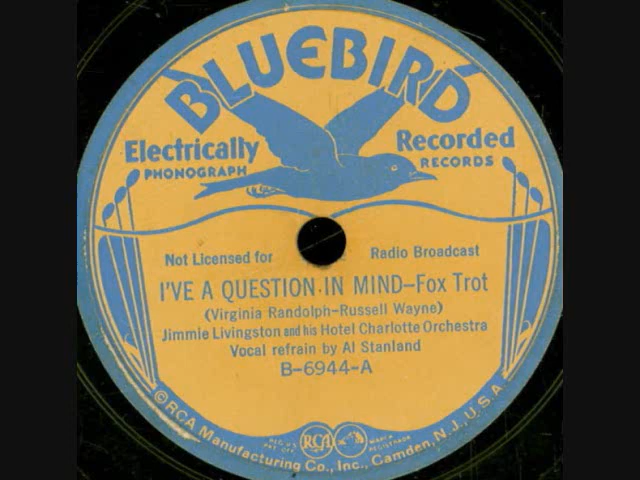 BLUEBIRD
Electrically Recorded
PHONOGRAPH RECORDS
Not Licensed for Radio Broadcast
I'VE A QUESTION IN MIND—Fox Trot
(Virginia Randolph–Russell Wayne)
Jimmie Livingston and his Hotel Charlotte Orchestra
Vocal refrain by Al Stanland
B-6944-A
RCA
©RCA Manufacturing Co., Inc., Camden, N.J., U.S.A.